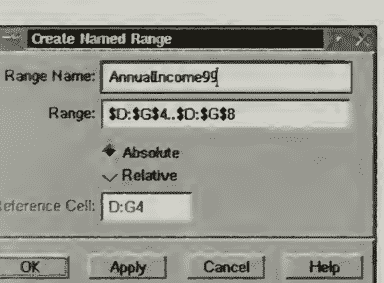 Create Named Range
Range Name: AnnualIncome99
Range: $D:$G$4..$D:$G$8
Absolute
Relative
Reference Cell: D:G4
OK Apply Cancel Help